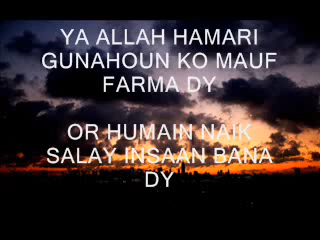 YA ALLAH HAMARI
GUNAHOUN KO MAUF
FARMA DY
OR HUMAIN NAIK
SALAY INSAAN BANA
DY